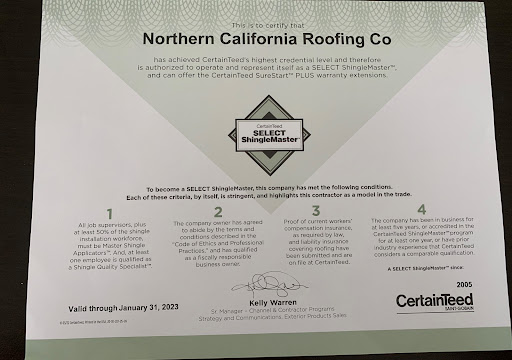 This is to certify that
Northern California Roofing Co
has achieved CertainTeed's highest credential level and therefore
is authorized to operate and represent itself as a SELECT ShingleMaster™,
and can offer the CertainTeed SureStart™ PLUS warranty extensions.
CertainTeed
SELECT
ShingleMaster™
To become a SELECT ShingleMaster, this company has met the following conditions.
Each of these criteria, by itself, is stringent, and highlights this contractor as a model in the trade.
1
All job supervisors, plus
at least 50% of the shingle
installation workforce,
must be Master Shingle
Applicators™. And, at least
one employee is qualified as
a Shingle Quality Specialist™.
2
The company owner has agreed
to abide by the terms and
conditions described in the
"Code of Ethics and Professional
Practices," and has qualified
as a fiscally responsible
business owner.
3
Proof of current workers'
compensation insurance,
as required by law,
and liability insurance
covering roofing have
been submitted and are
on file at CertainTeed.
4
The company has been in business for
at least five years, or accredited in the
CertainTeed ShingleMaster™ program
for at least one year, or have prior
industry experience that CertainTeed
considers a comparable qualification.
A SELECT ShingleMaster™ since:
2005
CertainTeed
SAINT-GOBAIN
Kelly Warren
Sr. Manager - Channel & Contractor Programs
Strategy and Communications, Exterior Products Sales
Valid through January 31, 2023